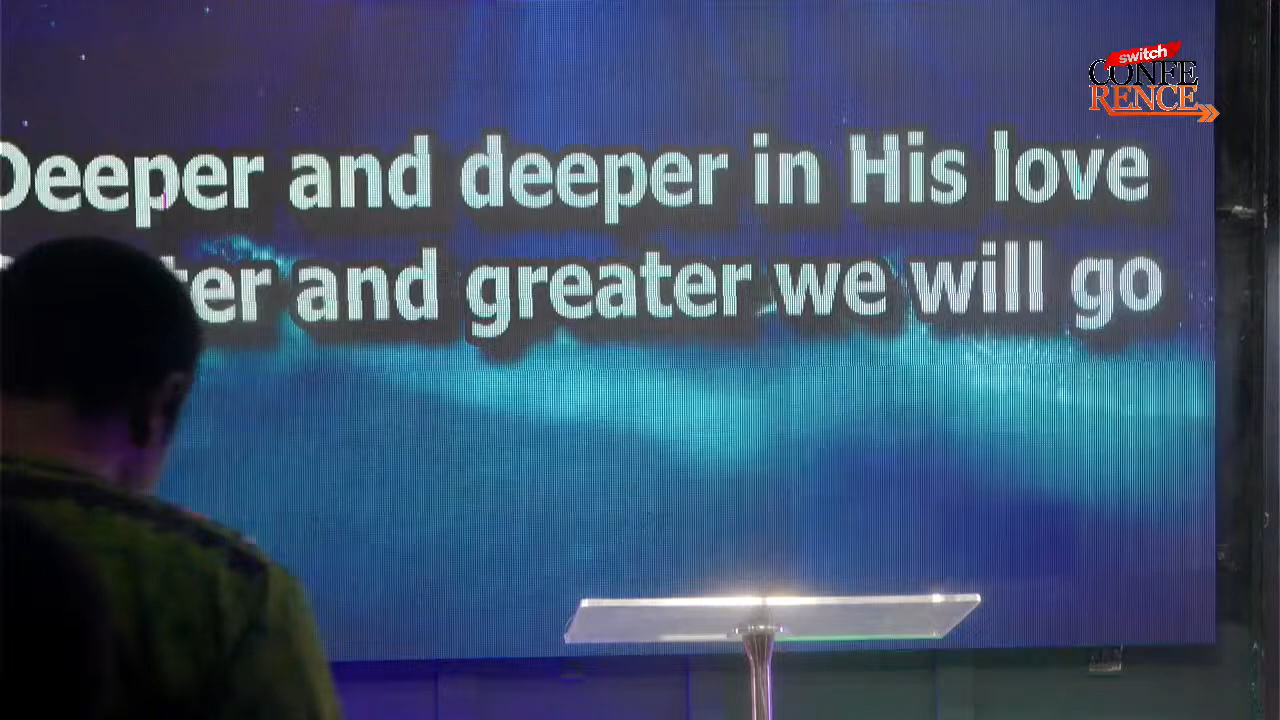 switch
CONFE
RENCE
Deeper and deeper in His love
and greater we will go